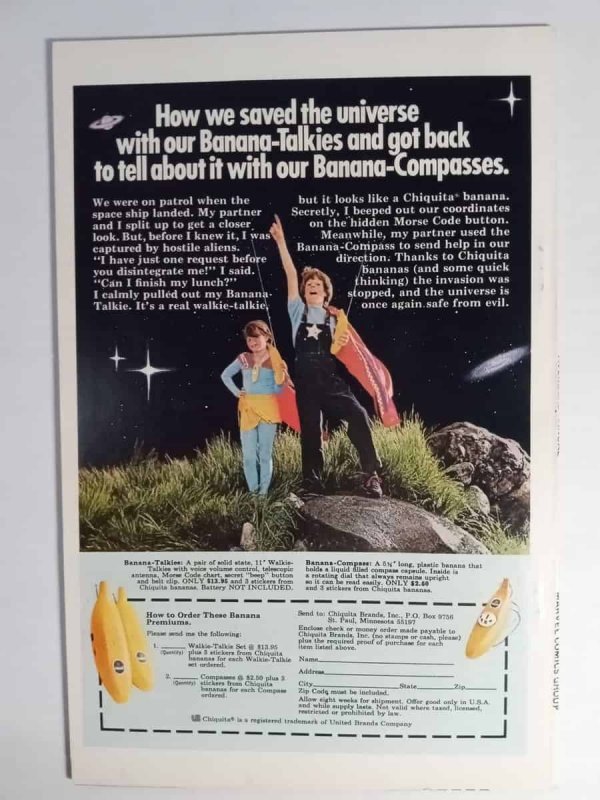 How we saved the universe
with our Banana-Talkies and got back
to tell about it with our Banana-Compasses.
We were on patrol when the
space ship landed. My partner
and I split up to get a closer
look. But, before I knew it, I was
captured by hostile aliens.
“I have just one request before
you disintegrate me!” I said.
“Can I finish my lunch?”
I calmly pulled out my Banana-
Talkie. It’s a real walkie-talkie,
but it looks like a Chiquita® banana.
Secretly, I beeped out our coordinates
on the hidden Morse Code button.
Meanwhile, my partner used the
Banana-Compass to send help in our
direction. Thanks to Chiquita
bananas (and some quick
thinking) the invasion was
stopped, and the universe is
once again safe from evil.
Banana-Talkies: A pair of solid state, 11" Walkie-
Talkies with voice volume control, telescopic
antenna, Morse Code chart, secret "beep" button
and belt clip. ONLY $13.95 and 3 stickers from
Chiquita bananas. Battery NOT INCLUDED.
Banana-Compass: A 5¾" long, plastic banana that
holds a liquid filled compass capsule. Inside is
a rotating dial that always remains upright
so it can be read easily. ONLY $2.50
and 3 stickers from Chiquita bananas.
How to Order These Banana
Premiums.
Please send me the following:
1. Walkie-Talkie Set @ $13.95
(Quantity) plus 3 stickers from Chiquita
bananas for each Walkie-Talkie
set ordered.
2. Compasses @ $2.50 plus 3
(Quantity) stickers from Chiquita
bananas for each Compass
ordered.
Send to: Chiquita Brands, Inc., P.O. Box 9756
St. Paul, Minnesota 55197
Enclose check or money order made payable to
Chiquita Brands, Inc. (no stamps or cash, please)
plus the required proof of purchase for each
item listed above.
Name
Address
City State Zip
Zip Code must be included.
Allow eight weeks for shipment. Offer good only in U.S.A.
and while supply lasts. Not valid where taxed, licensed,
restricted or prohibited by law.
Chiquita® is a registered trademark of United Brands Company
MARVEL COMICS GROUP